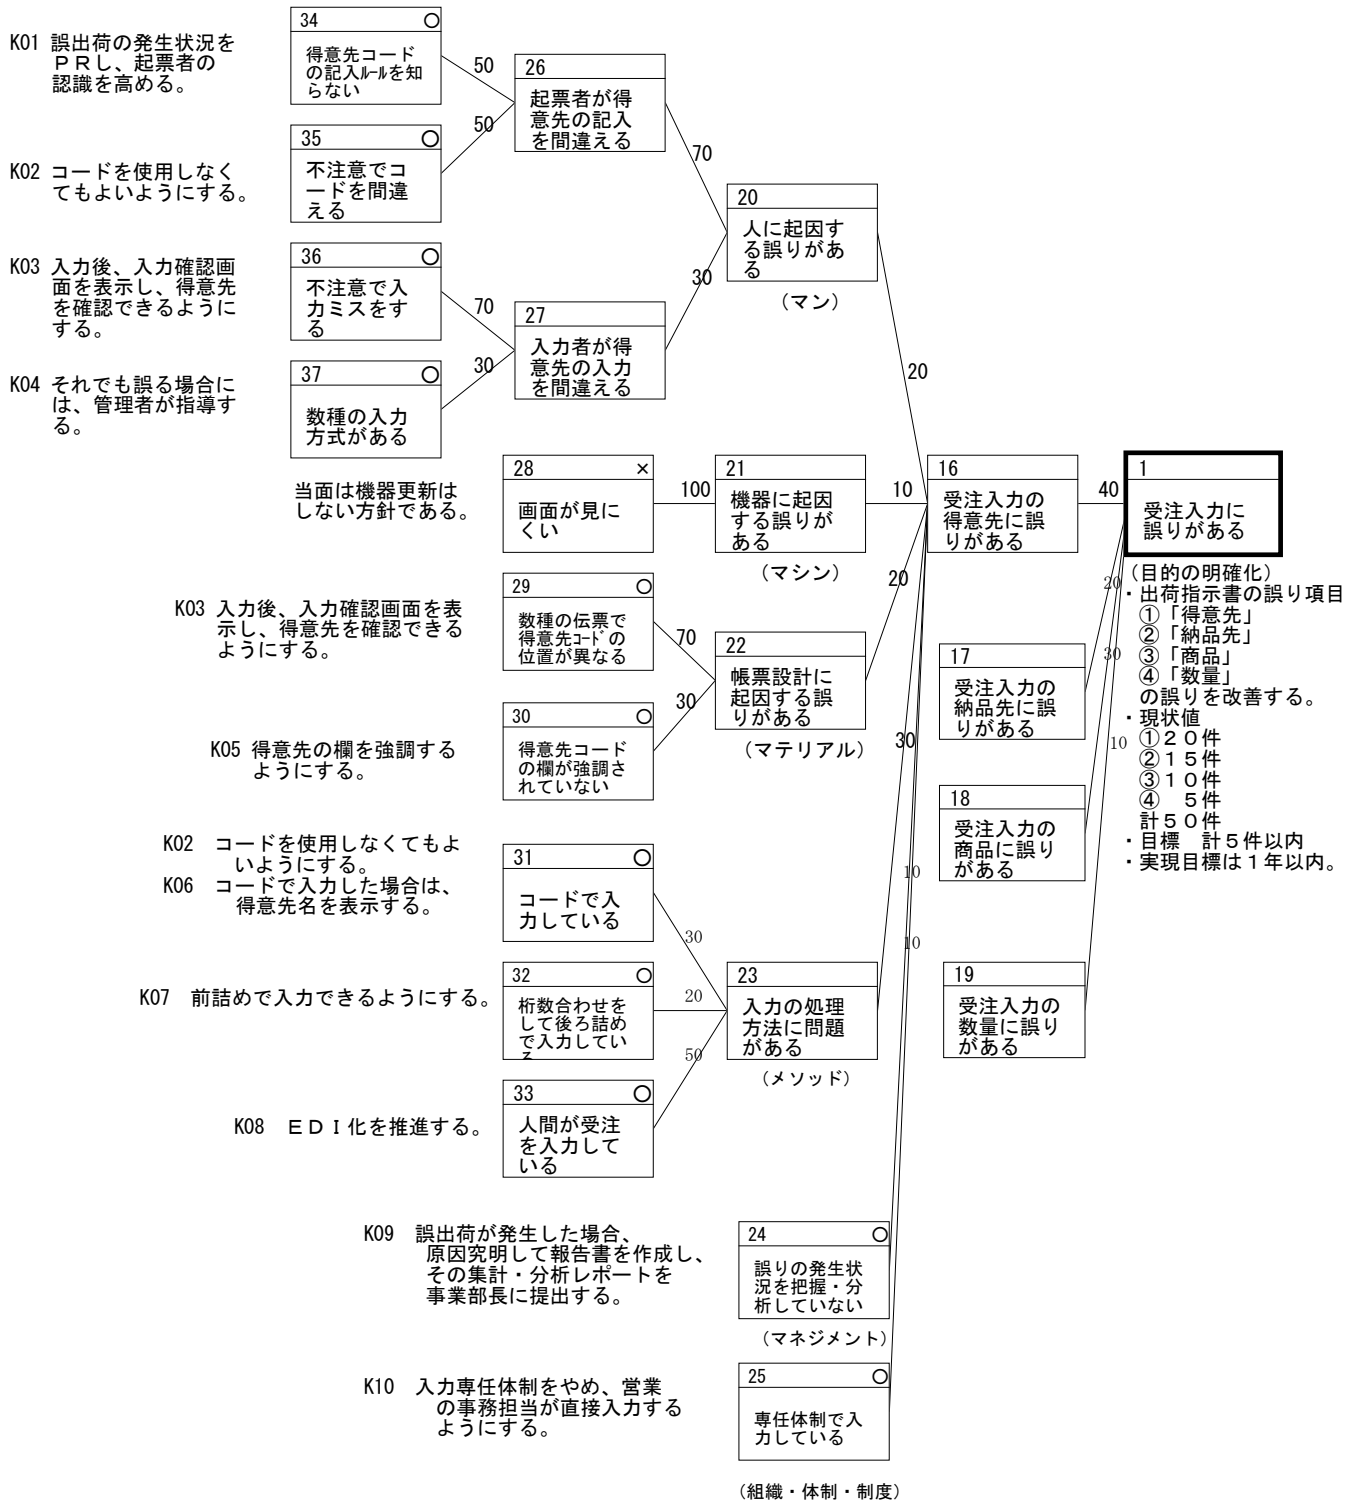 34 ○
得意先コード
の記入ﾙｰﾙを知
らない
K01 誤出荷の発生状況を
ＰＲし、起票者の
認識を高める。
50
26
起票者が得
意先の記入
を間違える
50
35 ○
不注意でコ
ードを間違
える
K02 コードを使用しなく
てもよいようにする。
70
20
人に起因す
る誤りがあ
る
（マン）
36 ○
不注意で入
力ミスをす
る
K03 入力後、入力確認画
面を表示し、得意先
を確認できるように
する。
30
70
27
入力者が得
意先の入力
を間違える
30
37 ○
数種の入力
方式がある
K04 それでも誤る場合に
は、管理者が指導す
る。
20
当面は機器更新は
しない方針である。
28 ×
画面が見に
くい
100
21
機器に起因
する誤りが
ある
（マシン）
10
16
受注入力の
得意先に誤
りがある
40
1
受注入力に
誤りがある
（目的の明確化）
・出荷指示書の誤り項目
①「得意先」
②「納品先」
③「商品」
④「数量」
の誤りを改善する。
・現状値
①２０件
②１５件
③１０件
④　５件
計５０件
・目標　計５件以内
・実現目標は１年以内。
20
30
10
K03 入力後、入力確認画面を表
示し、得意先を確認できる
ようにする。
29 ○
数種の伝票で
得意先ｺｰﾄﾞの
位置が異なる
70
20
22
帳票設計に
起因する誤
りがある
（マテリアル）
30
K05 得意先の欄を強調する
ようにする。
30 ○
得意先コード
の欄が強調さ
れていない
30
17
受注入力の
納品先に誤
りがある
18
受注入力の
商品に誤り
がある
K02　コードを使用しなくてもよ
いようにする。
K06　コードで入力した場合は、
得意先名を表示する。
31 ○
コードで入
力している
10
10
30
K07　前詰めで入力できるようにする。
32 ○
桁数合わせを
して後ろ詰め
で入力してい
る
20
23
入力の処理
方法に問題
がある
（メソッド）
19
受注入力の
数量に誤り
がある
50
K08　ＥＤＩ化を推進する。
33 ○
人間が受注
を入力して
いる
K09　誤出荷が発生した場合、
原因究明して報告書を作成し、
その集計・分析レポートを
事業部長に提出する。
24 ○
誤りの発生状
況を把握・分
析していない
（マネジメント）
K10　入力専任体制をやめ、営業
の事務担当が直接入力する
ようにする。
25 ○
専任体制で入
力している
（組織・体制・制度）